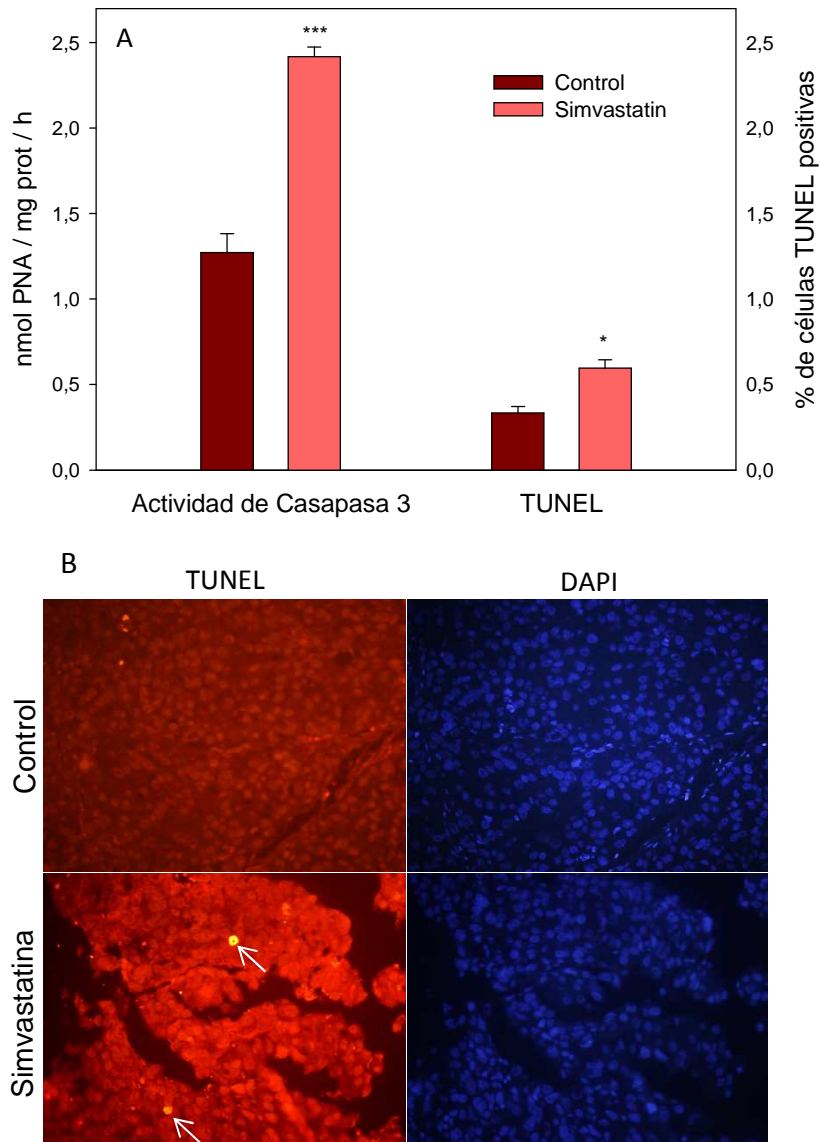 A
nmol PNA / mg prot / h
2,5
2,0
1,5
1,0
0,5
0,0
***
*
Control
Simvastatin
2,5
2,0
1,5
1,0
0,5
0,0
% de células TUNEL positivas
Actividad de Casapasa 3
TUNEL
B
TUNEL
DAPI
Control
Simvastatina